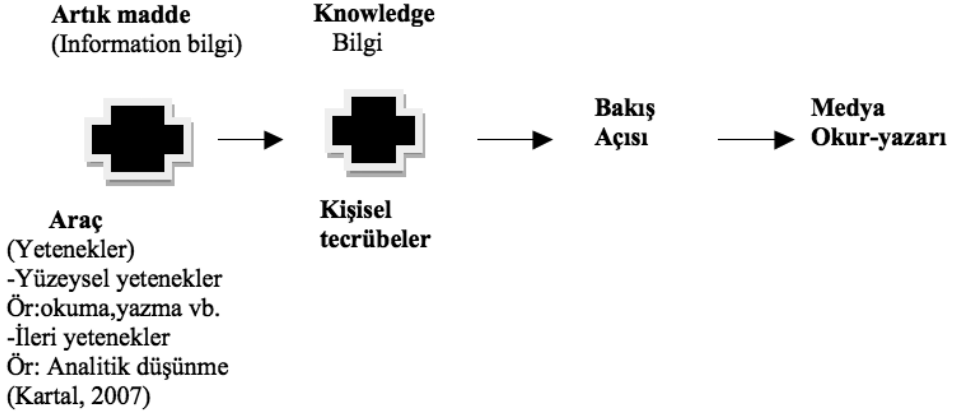 Artık madde
(Information bilgi)
Knowledge
Bilgi
Bakış
Açısı
Medya
Okur-yazarı
Araç
(Yetenekler)
-Yüzeysel yetenekler
Ör:okuma,yazma vb.
-İleri yetenekler
Ör: Analitik düşünme
(Kartal, 2007)
Kişisel
tecrübeler